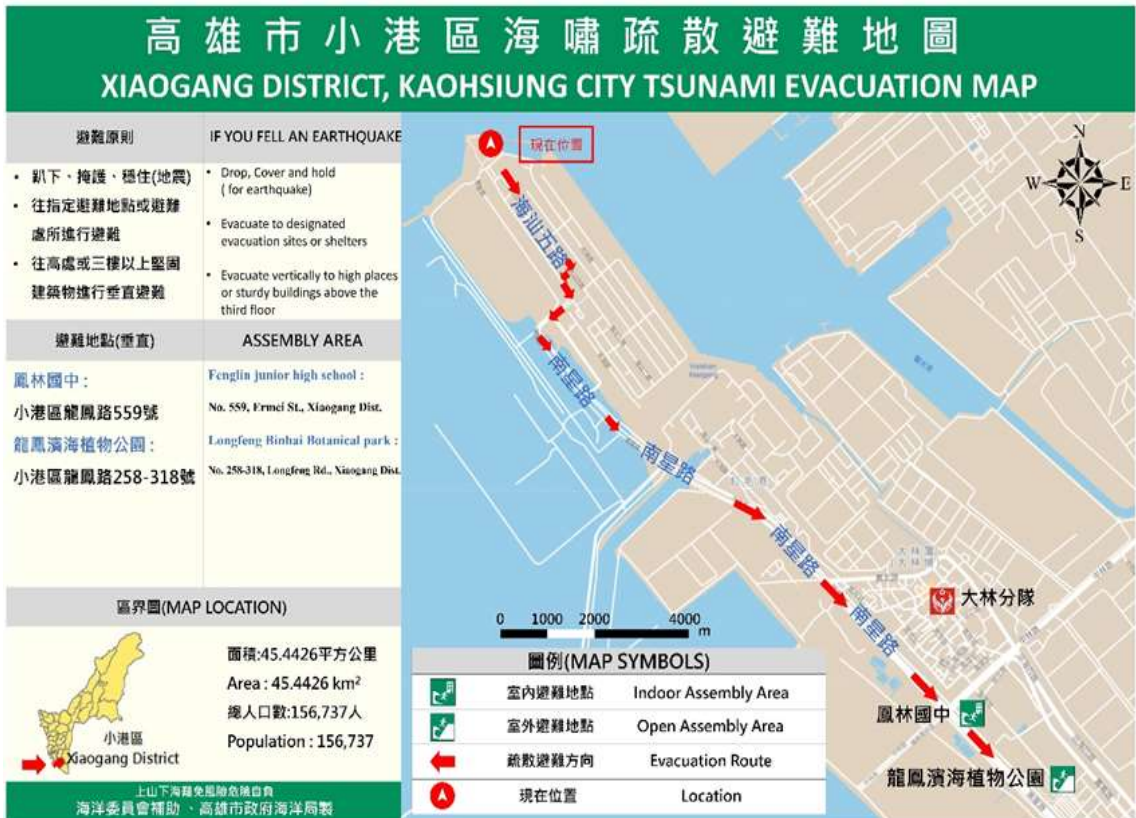 高雄市小港區海嘯疏散避難地圖
XIAOGANG DISTRICT, KAOHSIUNG CITY TSUNAMI EVACUATION MAP
避難原則
• 趴下、掩護、穩住(地震)
• 往指定避難地點或避難
處所進行避難
• 往高處或三樓以上堅固
建築物進行垂直避難
IF YOU FELL AN EARTHQUAKE
• Drop, Cover and hold
( for earthquake)
• Evacuate to designated
evacuation sites or shelters
• Evacuate vertically to high places
or sturdy buildings above the
third floor
避難地點(垂直)
鳳林國中：
小港區龍鳳路559號
龍鳳濱海植物公園：
小港區龍鳳路258-318號
ASSEMBLY AREA
Fenglin junior high school :
No. 559, Ermei St., Xiaogang Dist.
Longfeng Binhai Botanical park :
No. 258-318, Longfeng Rd., Xiaogang Dist.
區界圖(MAP LOCATION)
小港區
Xiaogang District
面積:45.4426平方公里
Area : 45.4426 km²
總人口數:156,737人
Population : 156,737
上山下海難免風險危險自負
海洋委員會補助、高雄市政府海洋局製
現在位置
N
W
E
S
海汕五路
南星路
南星路
南星路
南星路
大林分隊
鳳林國中
龍鳳濱海植物公園
0 1000 2000 4000
m
圖例(MAP SYMBOLS)
室內避難地點 Indoor Assembly Area
室外避難地點 Open Assembly Area
疏散避難方向 Evacuation Route
現在位置 Location